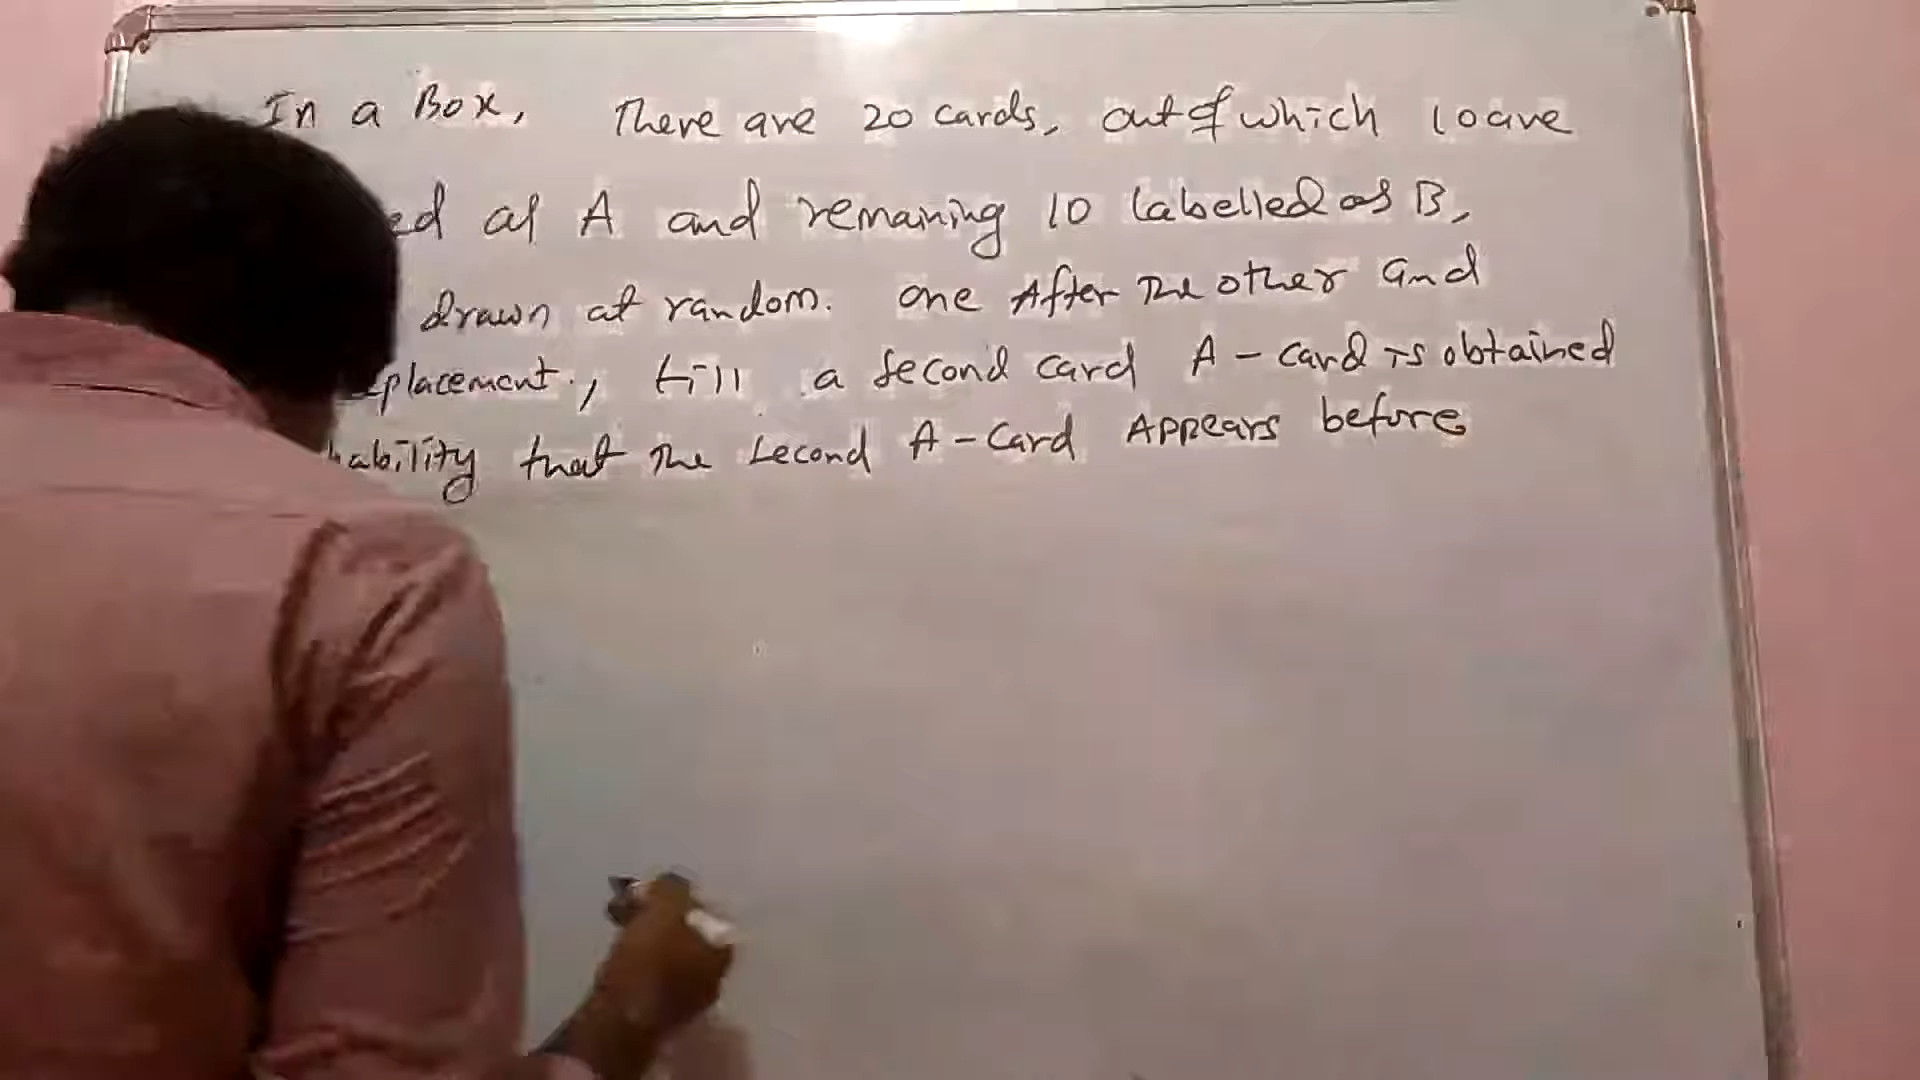 In a Box, There are 20 cards, out of which 10 are
ed as A and remaining 10 labelled as B,
drawn at random. one After The other and
placement, till a second card A - card is obtained
bability that The second A - Card Appears before